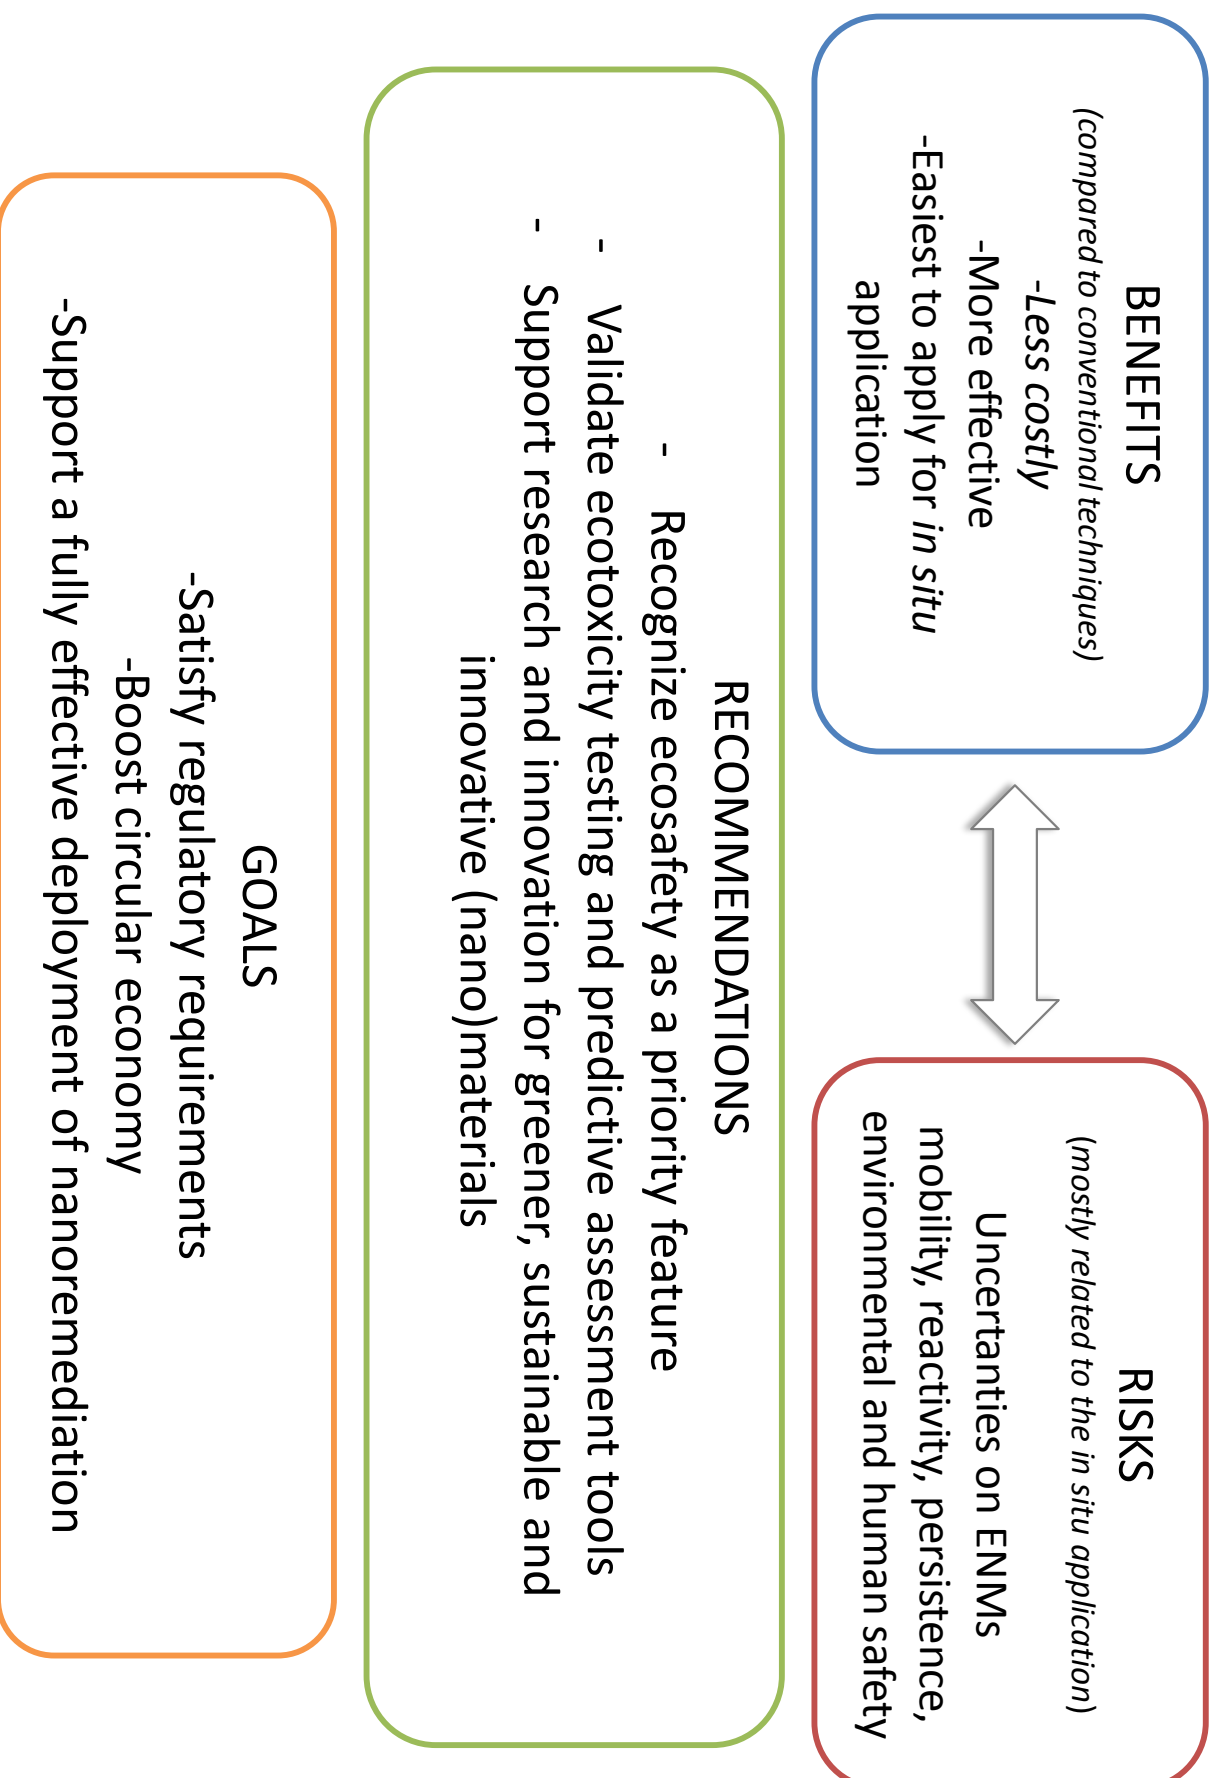 BENEFITS
(compared to conventional techniques)
-Less costly
-More effective
-Easiest to apply for in situ
application
RISKS
(mostly related to the in situ application)
Uncertanties on ENMs
mobility, reactivity, persistence,
environmental and human safety
RECOMMENDATIONS
- Recognize ecosafety as a priority feature
- Validate ecotoxicity testing and predictive assessment tools
- Support research and innovation for greener, sustainable and
innovative (nano)materials
GOALS
-Satisfy regulatory requirements
-Boost circular economy
-Support a fully effective deployment of nanoremediation